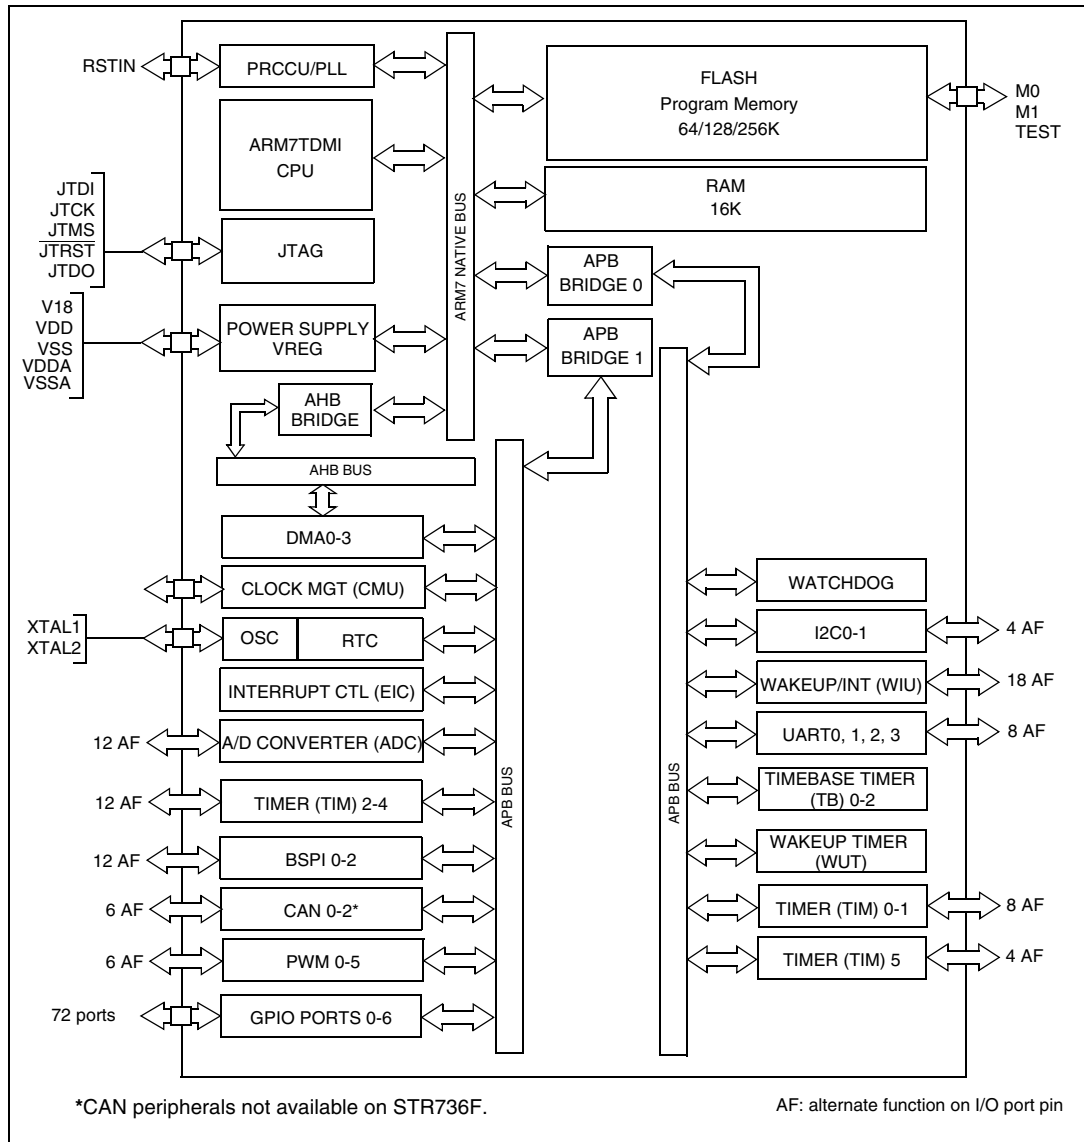 RSTIN
PRCCU/PLL
FLASH
Program Memory
64/128/256K
M0
M1
TEST
ARM7TDMI
CPU
RAM
16K
JTDI
JTCK
JTMS
JTRST
JTDO
JTAG
ARM7 NATIVE BUS
APB
BRIDGE 0
V18
VDD
VSS
VDDA
VSSA
POWER SUPPLY
VREG
APB
BRIDGE 1
AHB
BRIDGE
AHB BUS
DMA0-3
CLOCK MGT (CMU)
XTAL1
XTAL2
OSC
RTC
INTERRUPT CTL (EIC)
12 AF
A/D CONVERTER (ADC)
12 AF
TIMER (TIM) 2-4
12 AF
BSPI 0-2
6 AF
CAN 0-2*
6 AF
PWM 0-5
72 ports
GPIO PORTS 0-6
APB BUS
APB BUS
WATCHDOG
I2C0-1
4 AF
WAKEUP/INT (WIU)
18 AF
UART0, 1, 2, 3
8 AF
TIMEBASE TIMER
(TB) 0-2
WAKEUP TIMER
(WUT)
TIMER (TIM) 0-1
8 AF
TIMER (TIM) 5
4 AF
*CAN peripherals not available on STR736F.
AF: alternate function on I/O port pin